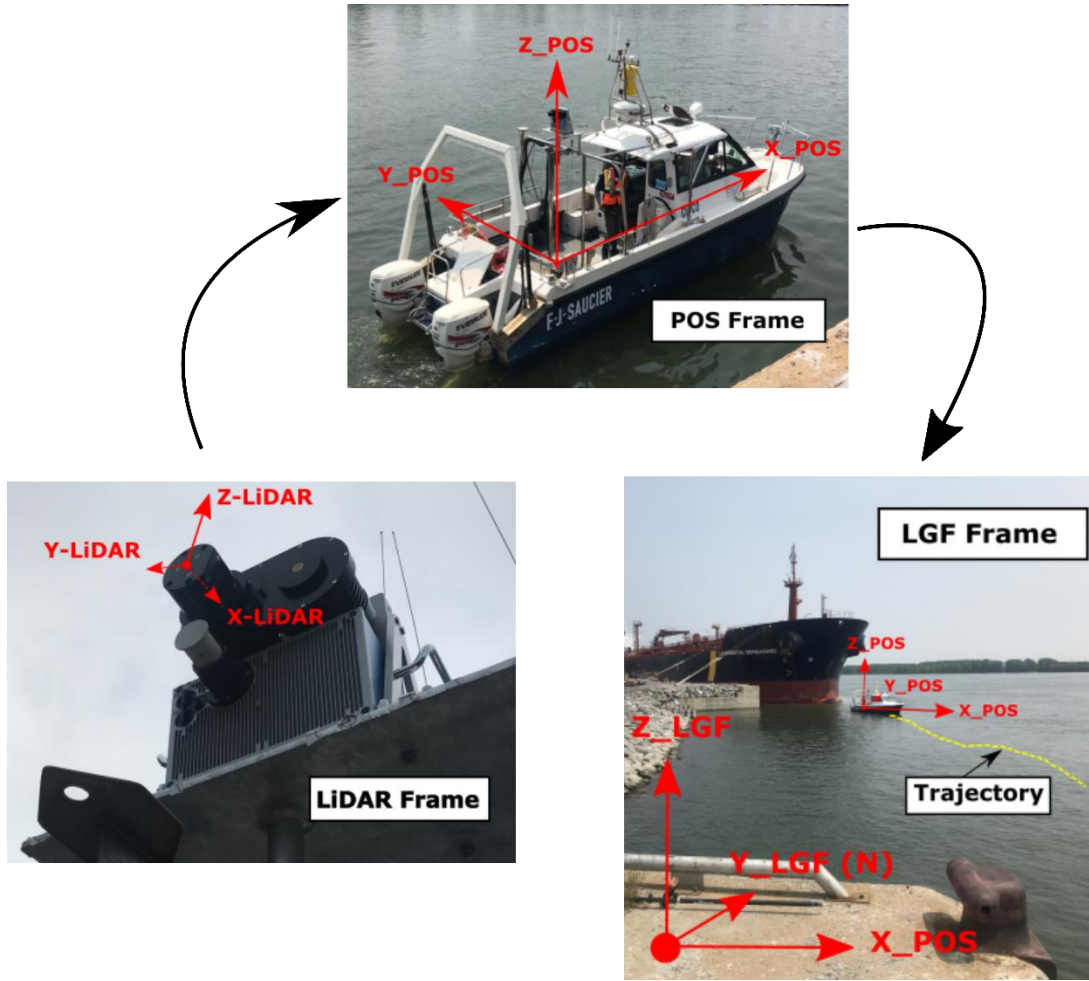 Z_POS
X_POS
Y_POS
EVINRUDE
EVINRUDE
F-J-SAUCIER
POS Frame
Z-LiDAR
Y-LiDAR
X-LiDAR
LiDAR Frame
LGF Frame
Z_POS
Y_POS
X_POS
Z_LGF
Trajectory
Y_LGF (N)
X_POS